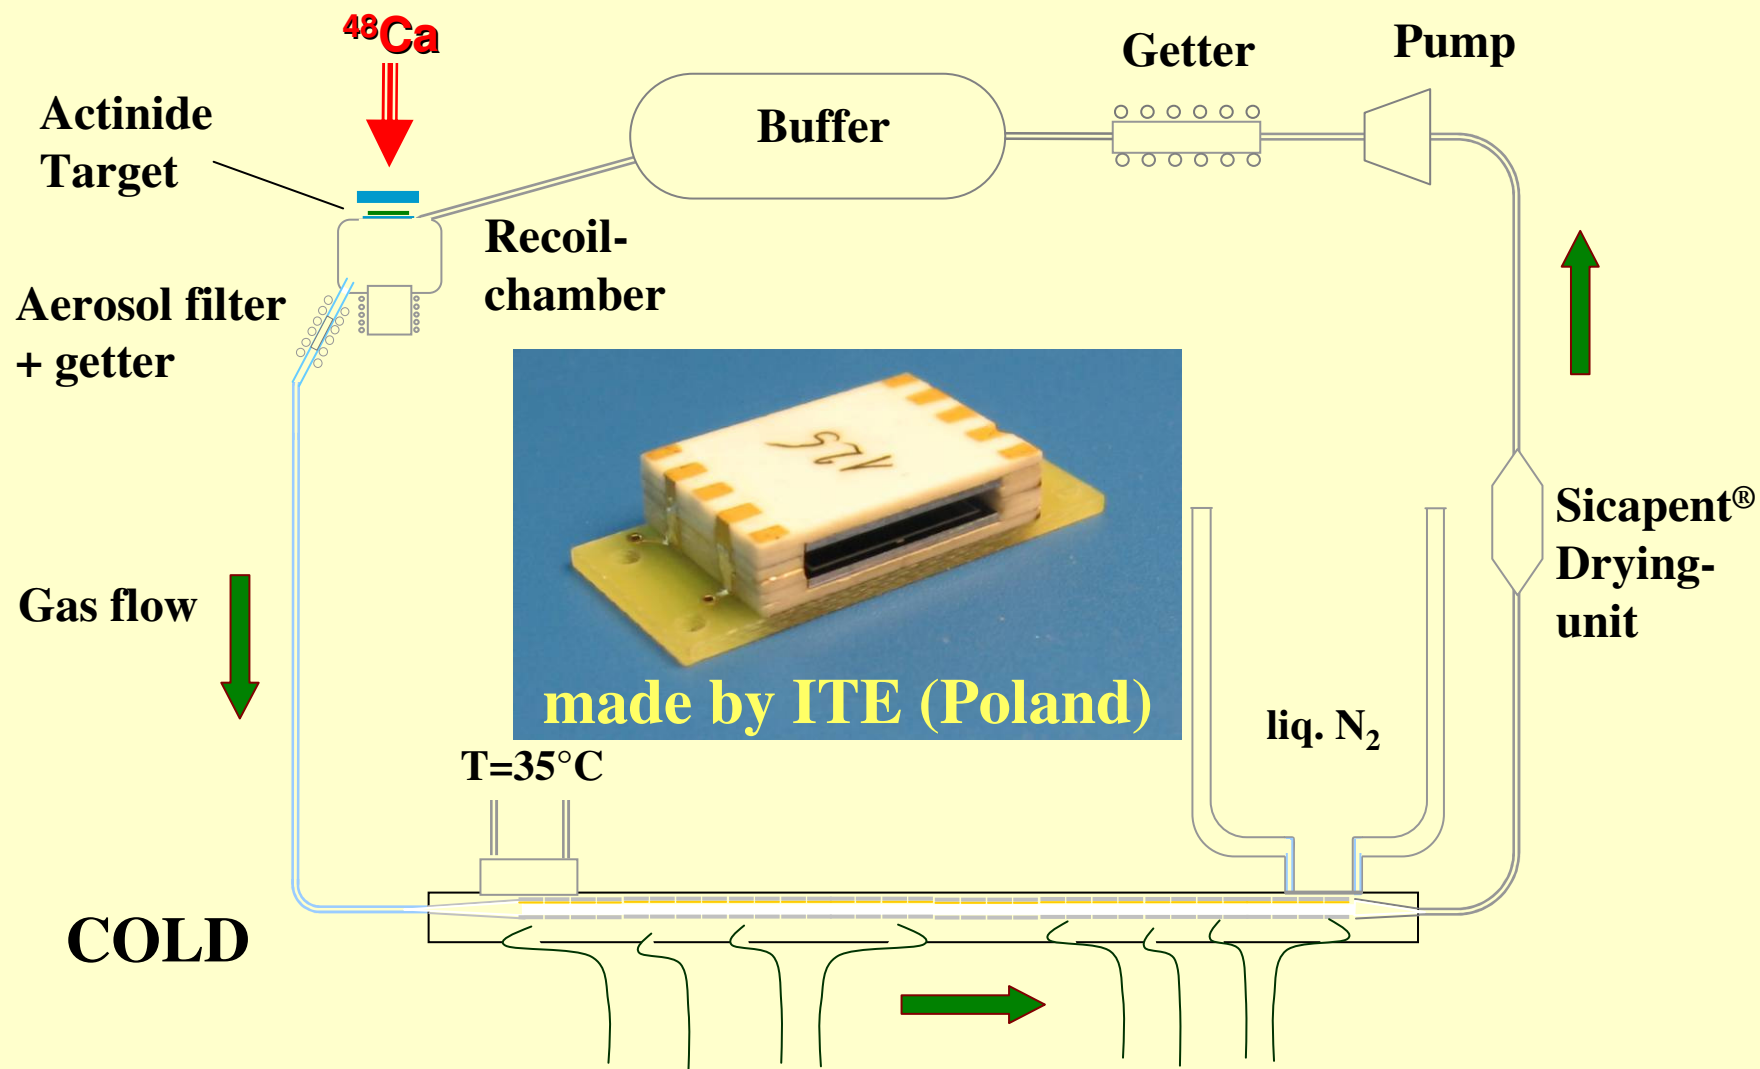 ⁴⁸Ca
Getter
Pump
Actinide
Target
Buffer
Recoil-
chamber
Aerosol filter
+ getter
Sicapent®
Drying-
unit
Gas flow
made by ITE (Poland)
liq. N₂
T=35°C
COLD